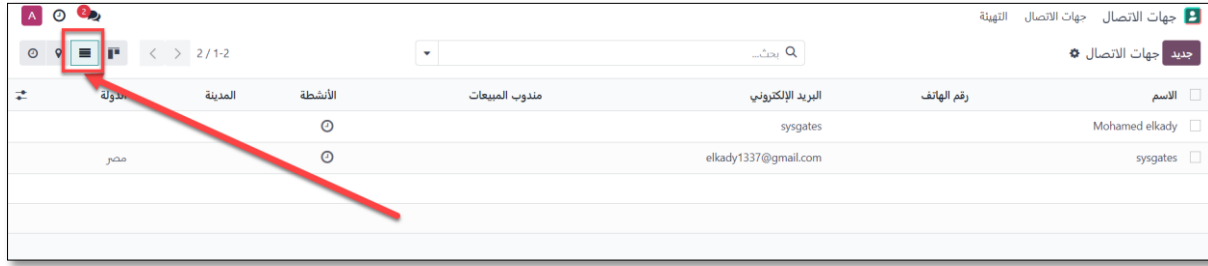 جهات الاتصال جهات الاتصال التهيئة 2 A
جديد جهات الاتصال بحث... 2 / 1-2
الاسم رقم الهاتف البريد الإلكتروني مندوب المبيعات الأنشطة المدينة الدولة
Mohamed elkady sysgates
sysgates elkady1337@gmail.com مصر